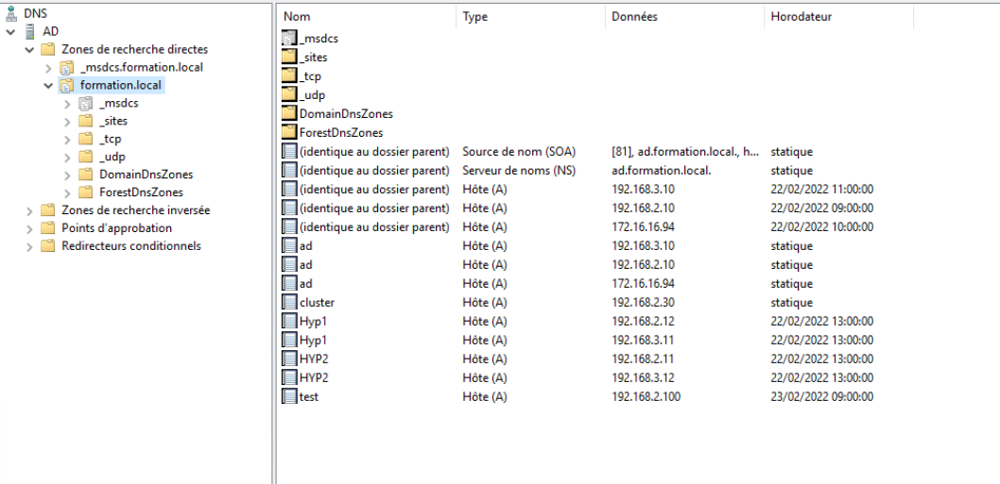 DNS
AD
Zones de recherche directes
_msdcs.formation.local
formation.local
_msdcs
_sites
_tcp
_udp
DomainDnsZones
ForestDnsZones
Zones de recherche inversée
Points d'approbation
Redirecteurs conditionnels
Nom Type Données Horodateur
_msdcs
_sites
_tcp
_udp
DomainDnsZones
ForestDnsZones
(identique au dossier parent) Source de nom (SOA) [81], ad.formation.local., h... statique
(identique au dossier parent) Serveur de noms (NS) ad.formation.local. statique
(identique au dossier parent) Hôte (A) 192.168.3.10 22/02/2022 11:00:00
(identique au dossier parent) Hôte (A) 192.168.2.10 22/02/2022 09:00:00
(identique au dossier parent) Hôte (A) 172.16.16.94 22/02/2022 10:00:00
ad Hôte (A) 192.168.3.10 statique
ad Hôte (A) 192.168.2.10 statique
ad Hôte (A) 172.16.16.94 statique
cluster Hôte (A) 192.168.2.30 statique
Hyp1 Hôte (A) 192.168.2.12 22/02/2022 13:00:00
Hyp1 Hôte (A) 192.168.3.11 22/02/2022 13:00:00
HYP2 Hôte (A) 192.168.2.11 22/02/2022 13:00:00
HYP2 Hôte (A) 192.168.3.12 22/02/2022 13:00:00
test Hôte (A) 192.168.2.100 23/02/2022 09:00:00